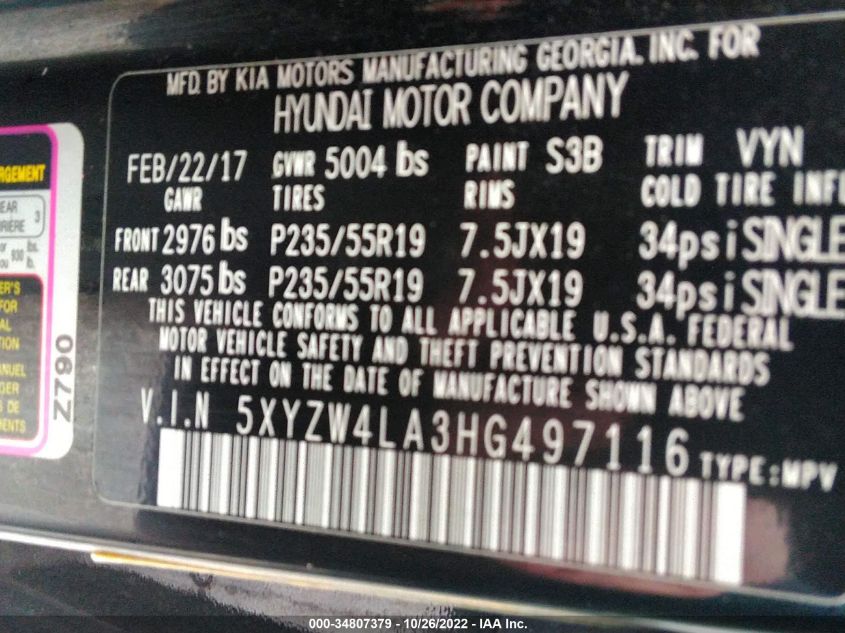 MFD. BY KIA MOTORS MANUFACTURING GEORGIA. INC. FOR
HYUNDAI MOTOR COMPANY
FEB/22/17 GVWR 5004 lbs PAINT S3B TRIM VYN
GAWR TIRES RIMS COLD TIRE INFL
FRONT 2976 lbs P235/55R19 7.5JX19 34psi SINGLE
REAR 3075 lbs P235/55R19 7.5JX19 34psi SINGLE
THIS VEHICLE CONFORMS TO ALL APPLICABLE U.S.A. FEDERAL
MOTOR VEHICLE SAFETY AND THEFT PREVENTION STANDARDS
IN EFFECT ON THE DATE OF MANUFACTURE SHOWN ABOVE
V.I.N 5XYZW4LA3HG497116 TYPE:MPV
Z790
000-34807379 - 10/26/2022 - IAA Inc.